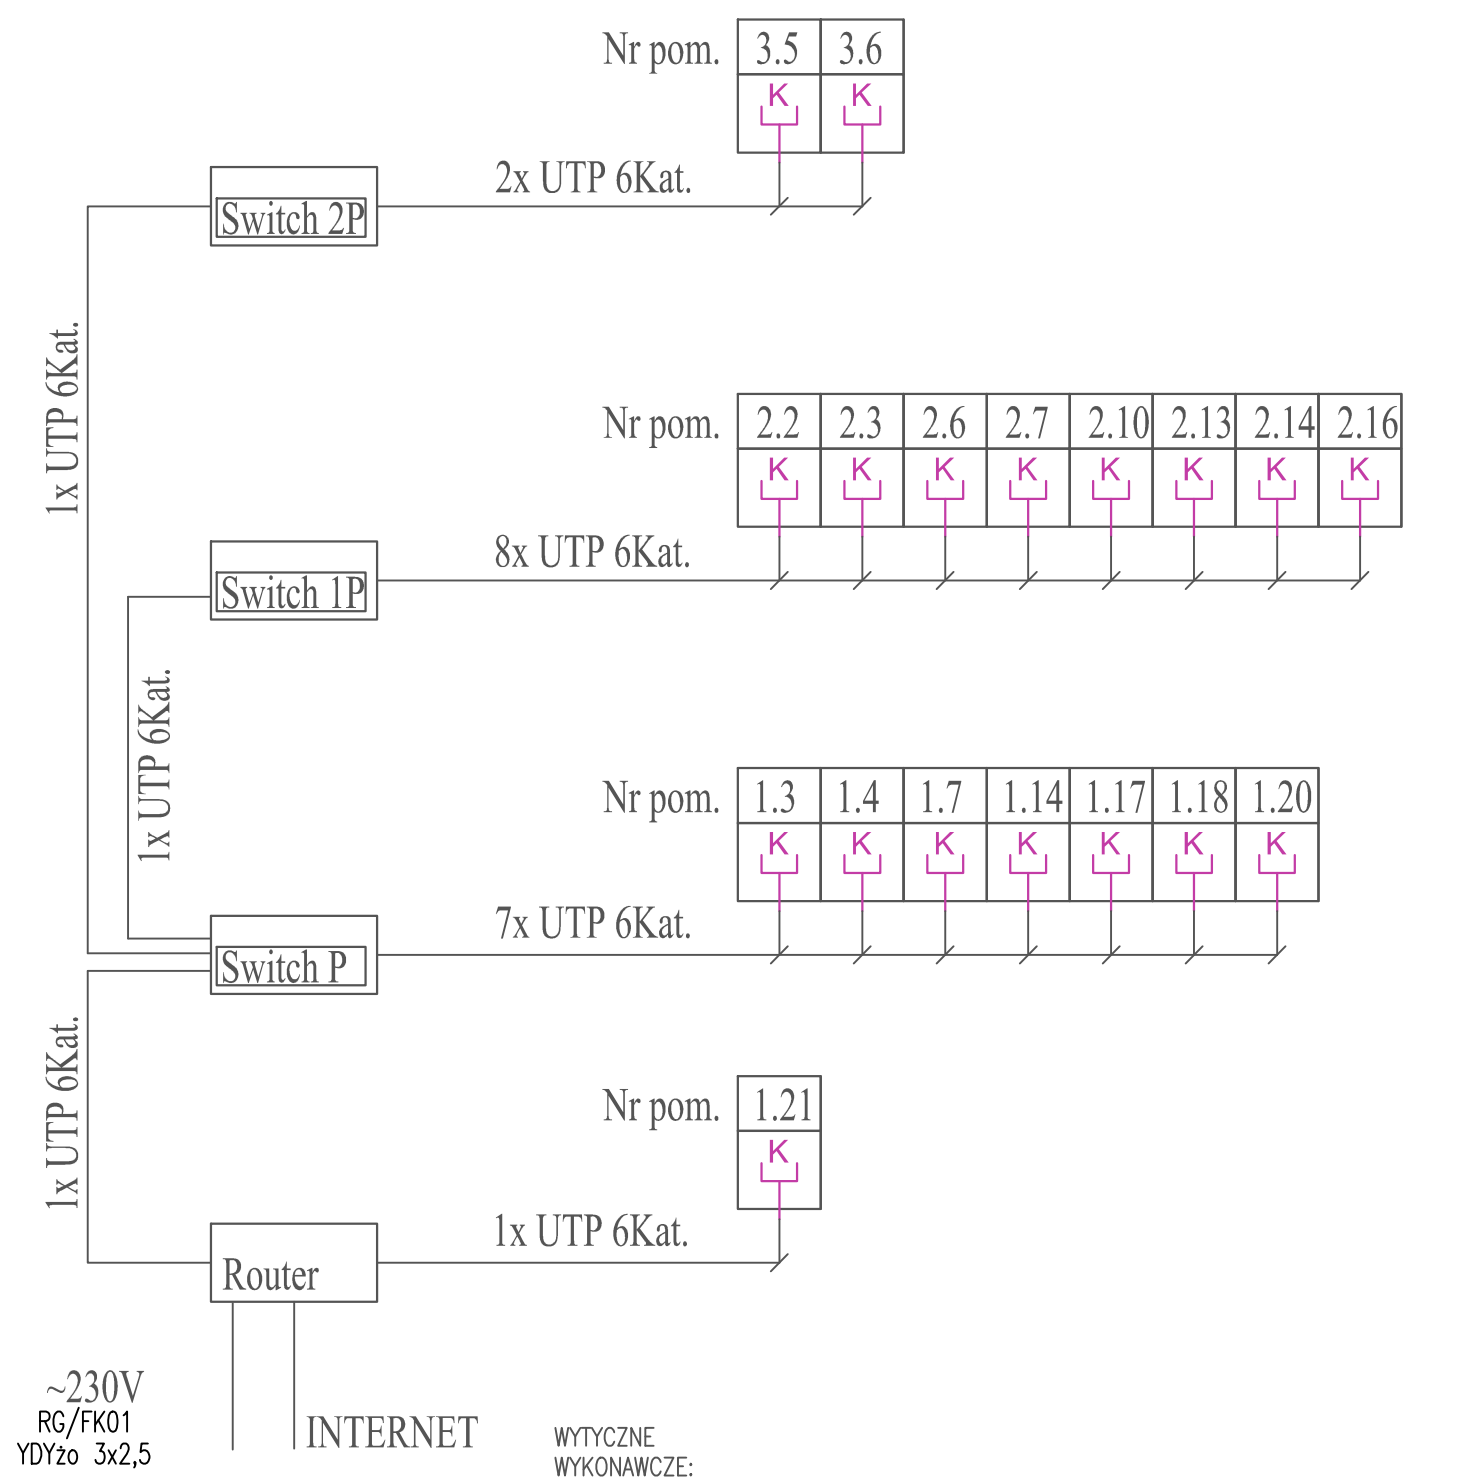 Nr pom. 3.5 3.6
K K
2x UTP 6Kat.
Switch 2P
1x UTP 6Kat.
Nr pom. 2.2 2.3 2.6 2.7 2.10 2.13 2.14 2.16
K K K K K K K K
8x UTP 6Kat.
Switch 1P
1x UTP 6Kat.
Nr pom. 1.3 1.4 1.7 1.14 1.17 1.18 1.20
K K K K K K K
7x UTP 6Kat.
Switch P
1x UTP 6Kat.
Nr pom. 1.21
K
1x UTP 6Kat.
Router
~230V
RG/FK01
YDYżo 3x2,5
INTERNET
WYTYCZNE
WYKONAWCZE: